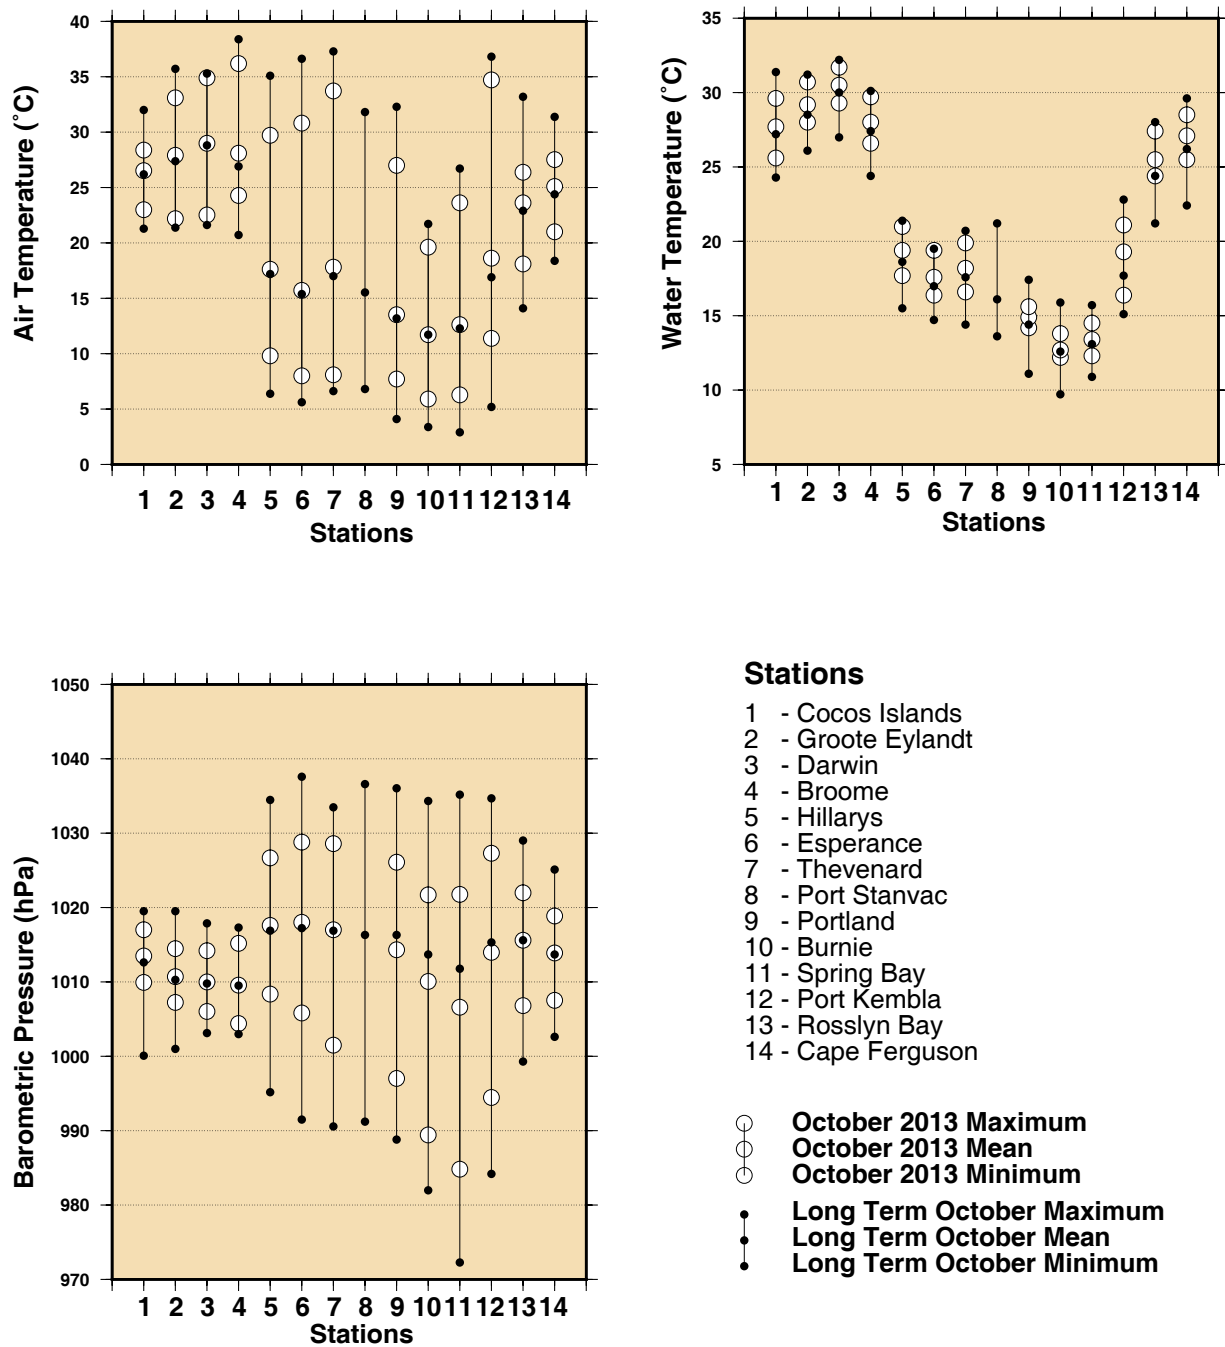 40
35
30
25
20
15
10
5
0
Air Temperature (˚C)
1 2 3 4 5 6 7 8 9 10 11 12 13 14
Stations
35
30
25
20
15
10
5
Water Temperature (˚C)
1 2 3 4 5 6 7 8 9 10 11 12 13 14
Stations
1050
1040
1030
1020
1010
1000
990
980
970
Barometric Pressure (hPa)
1 2 3 4 5 6 7 8 9 10 11 12 13 14
Stations
Stations
1 - Cocos Islands
2 - Groote Eylandt
3 - Darwin
4 - Broome
5 - Hillarys
6 - Esperance
7 - Thevenard
8 - Port Stanvac
9 - Portland
10 - Burnie
11 - Spring Bay
12 - Port Kembla
13 - Rosslyn Bay
14 - Cape Ferguson
October 2013 Maximum
October 2013 Mean
October 2013 Minimum
Long Term October Maximum
Long Term October Mean
Long Term October Minimum